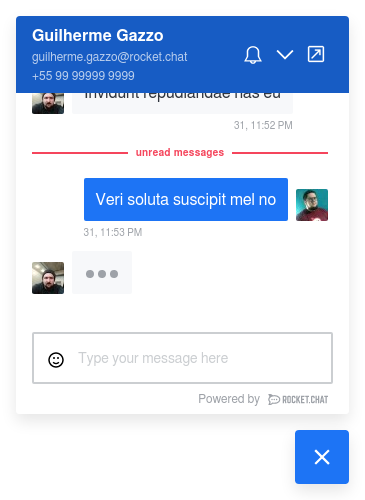 Guilherme Gazzo
guilherme.gazzo@rocket.chat
+55 99 99999 9999
Invidunt repudiandae has eu
31, 11:52 PM
unread messages
Veri soluta suscipit mel no
31, 11:53 PM
Type your message here
Powered by ROCKET.CHAT